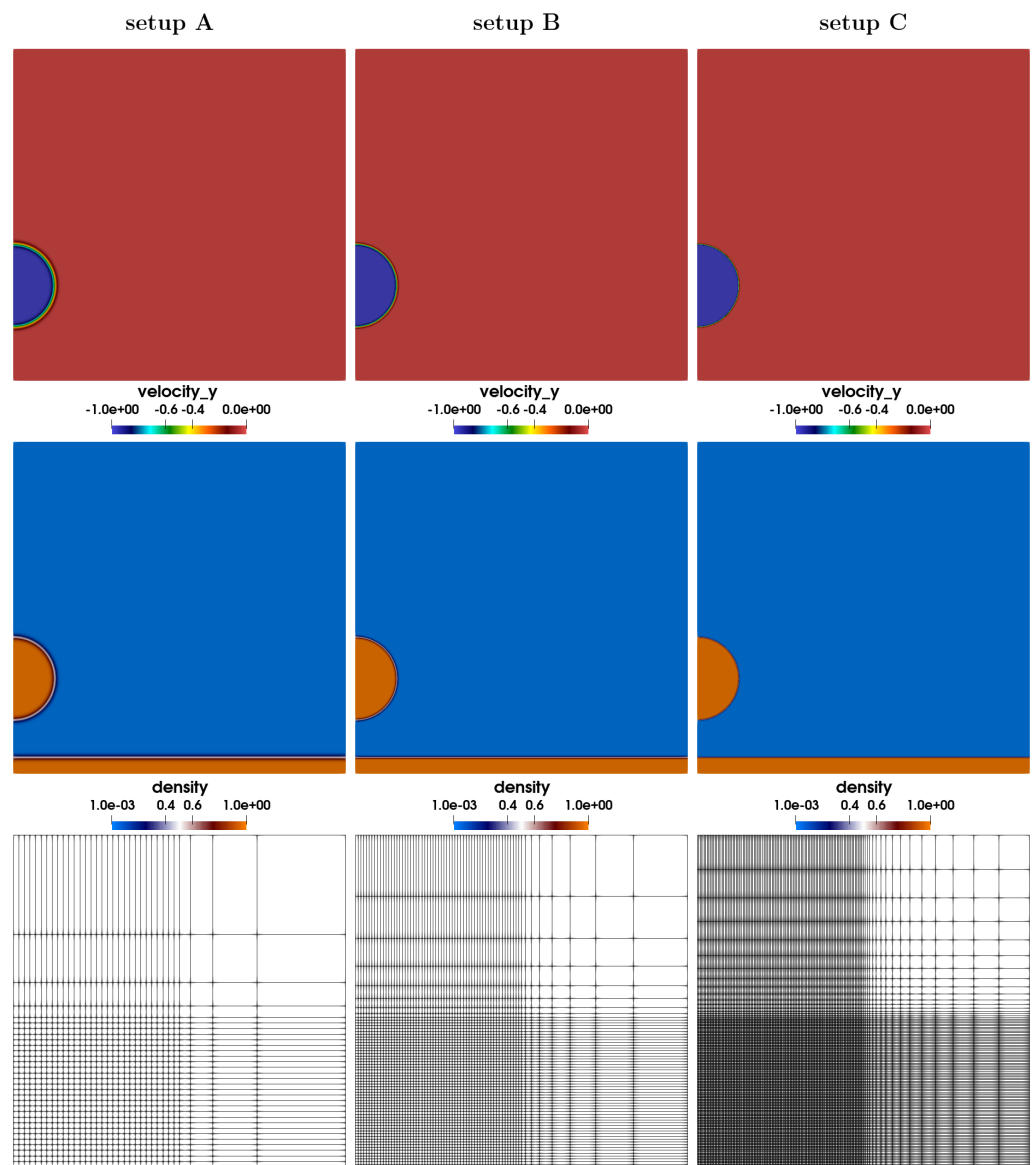 setup A setup B setup C
velocity_y velocity_y velocity_y
-1.0e+00 -0.6 -0.4 0.0e+00 -1.0e+00 -0.6 -0.4 0.0e+00 -1.0e+00 -0.6 -0.4 0.0e+00
density density density
1.0e-03 0.4 0.6 1.0e+00 1.0e-03 0.4 0.6 1.0e+00 1.0e-03 0.4 0.6 1.0e+00